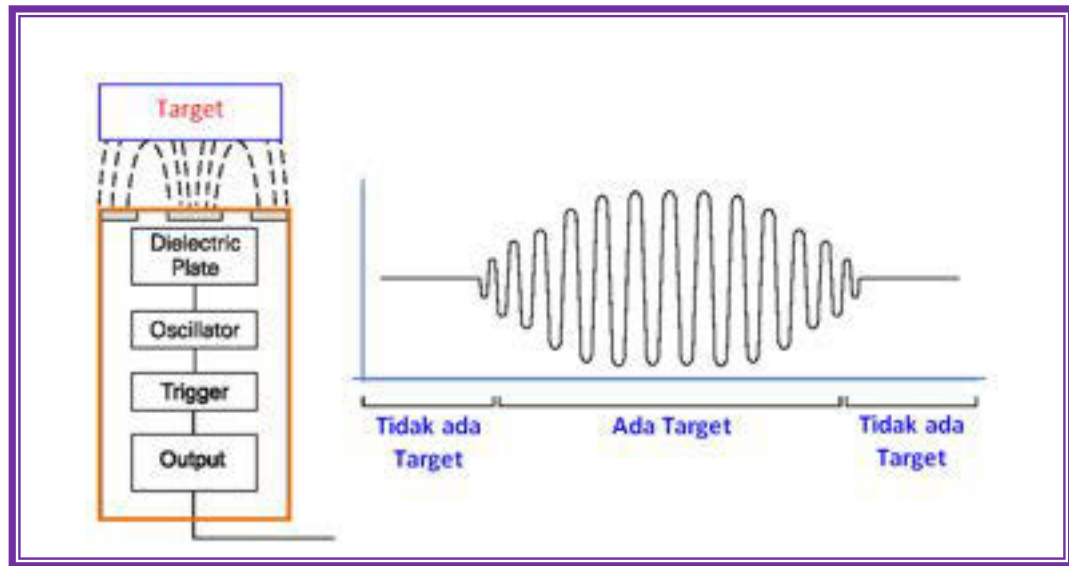 Target
Dielectric
Plate
Oscillator
Trigger
Output
Tidak ada
Target
Ada Target
Tidak ada
Target